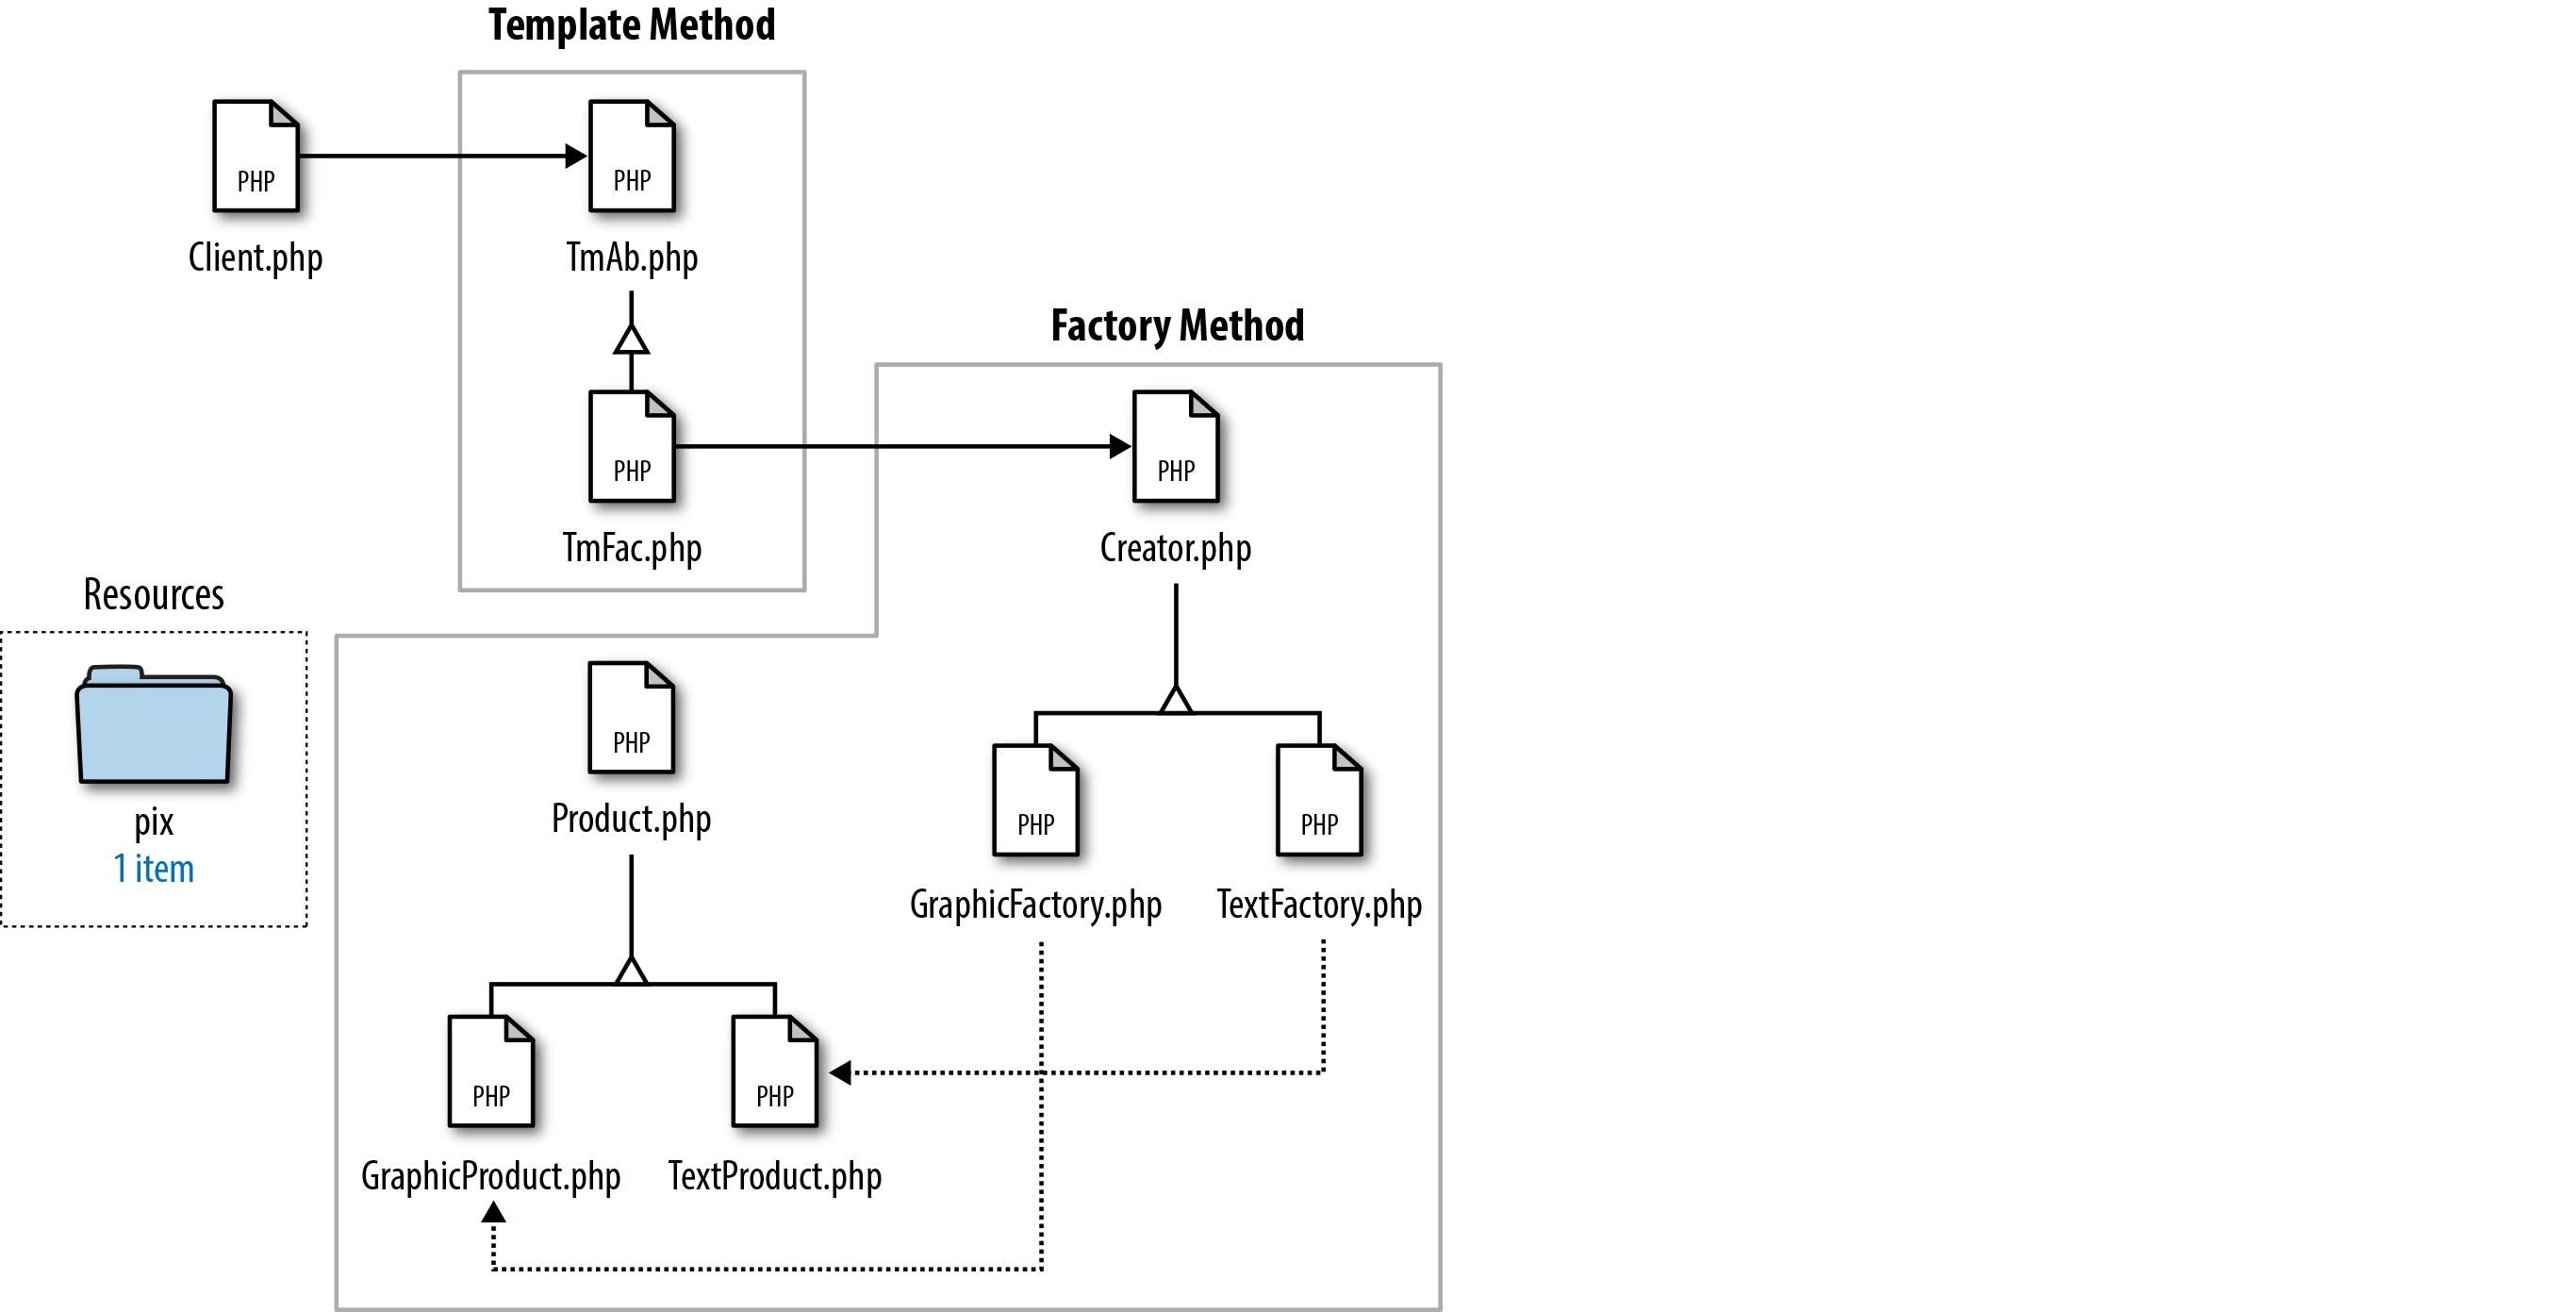 Template Method
PHP
Client.php
PHP
TmAb.php
PHP
TmFac.php
Factory Method
PHP
Creator.php
Resources
pix
1 item
PHP
Product.php
PHP
GraphicFactory.php
PHP
TextFactory.php
PHP
GraphicProduct.php
PHP
TextProduct.php